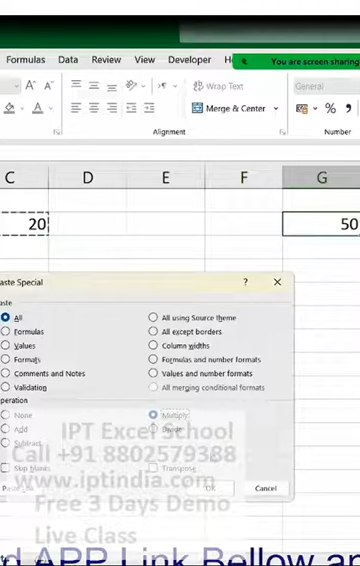 Formulas Data Review View Developer
You are screen sharing
Wrap Text
General
Merge & Center
Alignment
Number
C D E F G
20 50
aste Special
? ×
aste
All
All using Source theme
Formulas
All except borders
Values
Column widths
Formats
Formulas and number formats
Comments and Notes
Values and number formats
Validation
All merging conditional formats
peration
None
Multiply
Add
Divide
Subtract
Skip blanks
Transpose
Paste Link
OK
Cancel
IPT Excel School
Call +91 8802579388
www.iptindia.com
Free 3 Days Demo
Live Class
d APP Link Bellow an